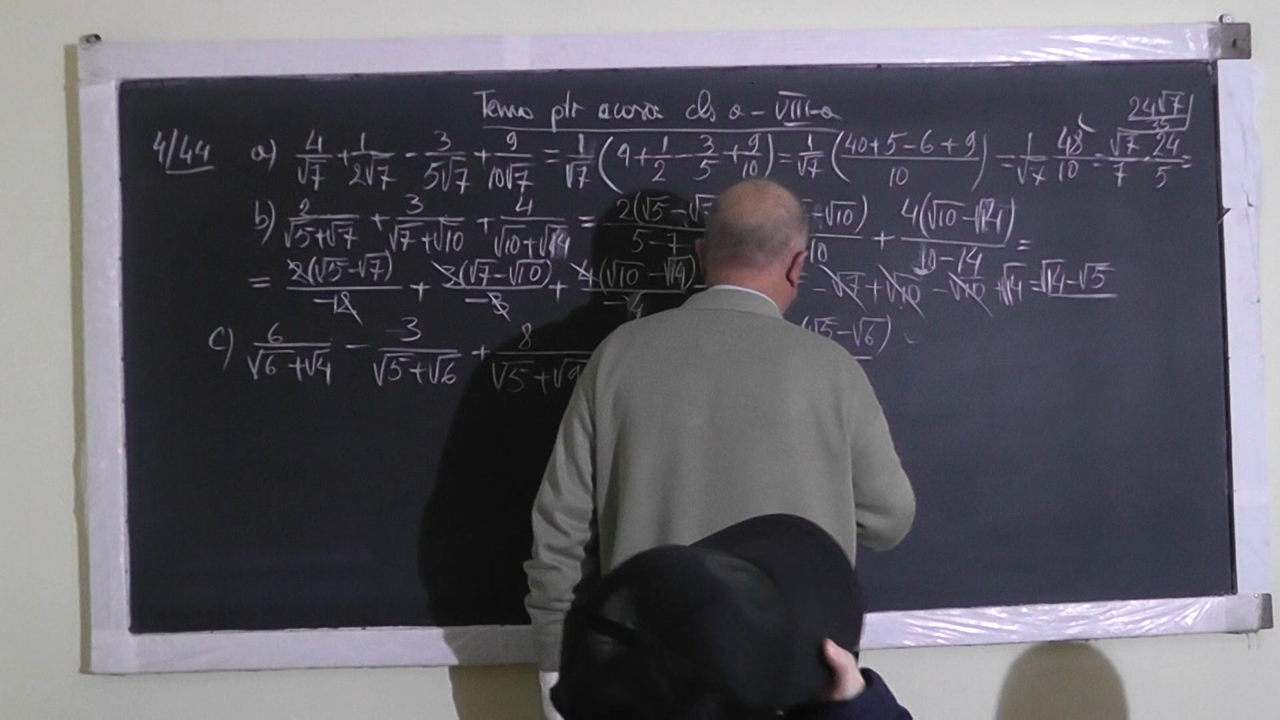 Tema ptr acasa cls a-VIII-a
4/44 a) 4/√7 + 1/2√7 - 3/5√7 + 9/10√7 = 1/√7 (4 + 1/2 - 3/5 + 9/10) = 1/√7 (40+5-6+9 / 10) = 1/√7 48/10 = √7/7 · 24/5 = 24√7/35
b) 2/√5+√7 + 3/√7+√10 + 4/√10+√14 = 2(√5-√7 / 5-7 -√10) / 10 + 4(√10-√14) / 10-14 =
= 2(√5-√7)/-2 + 3(√7-√10)/-3 + 4(√10-√14)/-4 = -√7+√10-√10+√14 = √14-√5
c) 6/√6+√4 - 3/√5+√6 + 8/√5+√9 (√5-√6)